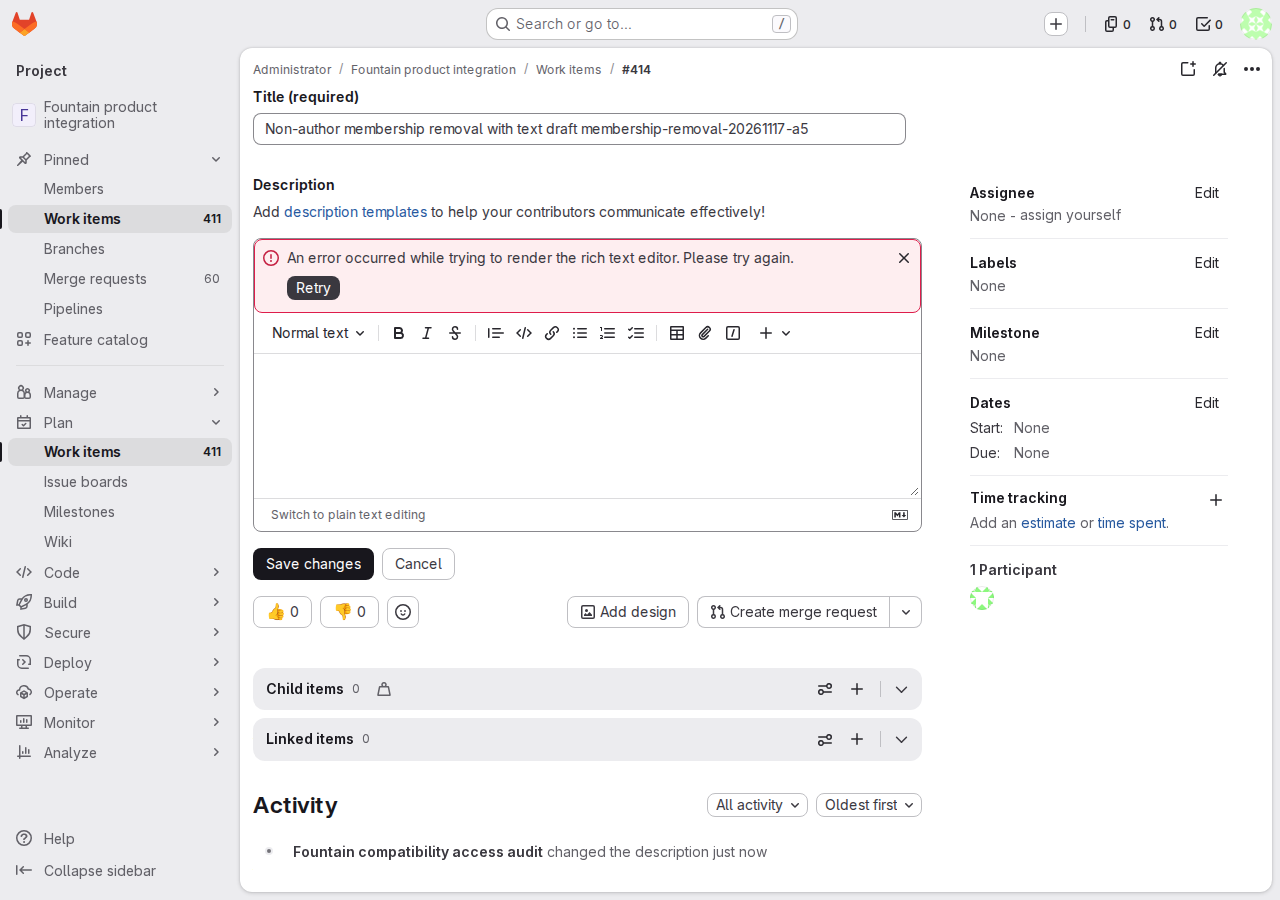 Search or go to...
/
0
0
0
Project
F
Fountain product
integration
Pinned
Members
Work items
411
Branches
Merge requests
60
Pipelines
Feature catalog
Manage
Plan
Work items
411
Issue boards
Milestones
Wiki
Code
Build
Secure
Deploy
Operate
Monitor
Analyze
Help
Collapse sidebar
Administrator / Fountain product integration / Work items / #414
Title (required)
Non-author membership removal with text draft membership-removal-20261117-a5
Description
Add description templates to help your contributors communicate effectively!
An error occurred while trying to render the rich text editor. Please try again.
Retry
Normal text
Switch to plain text editing
Save changes
Cancel
👍 0
👎 0
Add design
Create merge request
Child items 0
Linked items 0
Activity
All activity
Oldest first
Fountain compatibility access audit changed the description just now
Assignee
Edit
None - assign yourself
Labels
Edit
None
Milestone
Edit
None
Dates
Edit
Start: None
Due: None
Time tracking
Add an estimate or time spent.
1 Participant